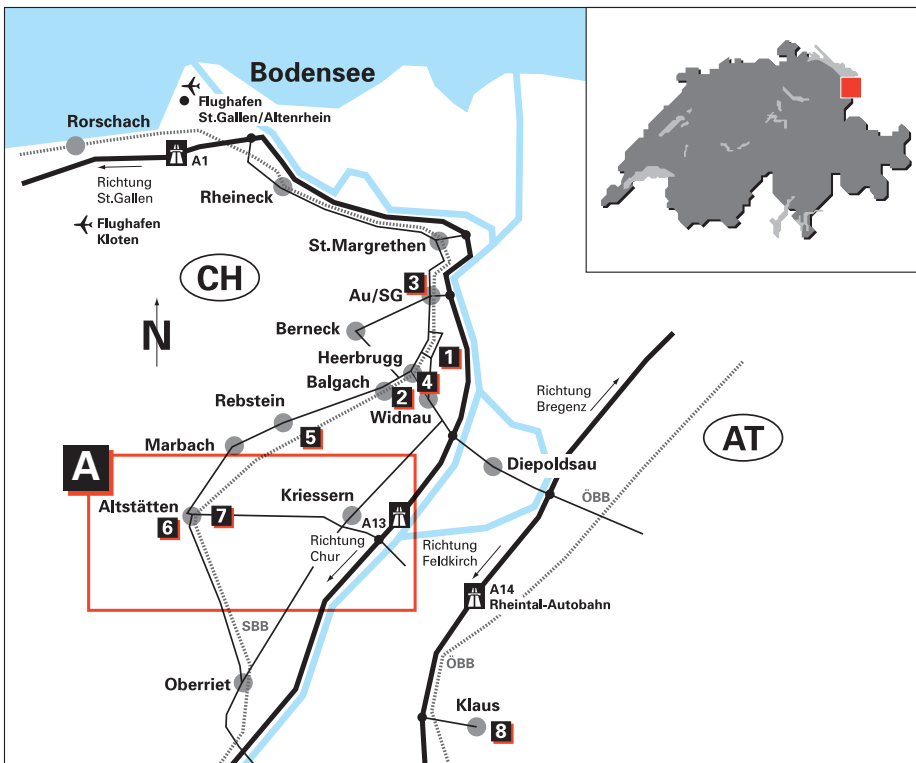 Bodensee
Flughafen
St.Gallen/Altenrhein
Rorschach
A1
Richtung
St.Gallen
Rheineck
Flughafen
Kloten
St.Margrethen
CH
3
Au/SG
N
Berneck
Heerbrugg
1
Balgach
4
2
Widnau
Richtung
Bregenz
Rebstein
5
Marbach
AT
A
Diepoldsau
ÖBB
Altstätten
Kriessern
6
7
A13
Richtung
Chur
Richtung
Feldkirch
A14
Rheintal-Autobahn
SBB
ÖBB
Oberriet
Klaus
8